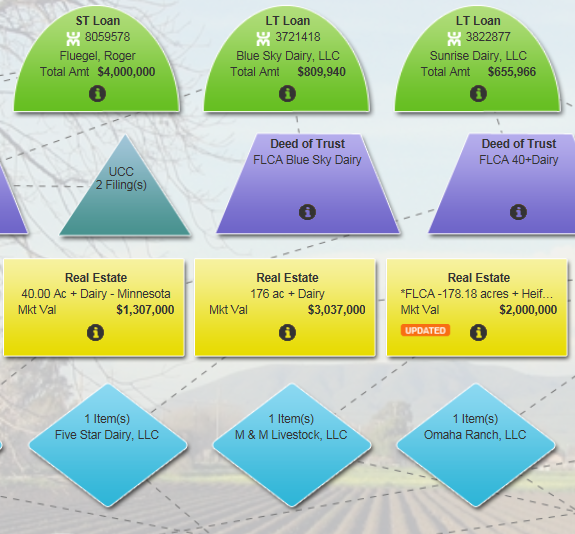 ST Loan
8059578
Fluegel, Roger
Total Amt $4,000,000
LT Loan
3721418
Blue Sky Dairy, LLC
Total Amt $809,940
LT Loan
3822877
Sunrise Dairy, LLC
Total Amt $655,966
UCC
2 Filing(s)
Deed of Trust
FLCA Blue Sky Dairy
Deed of Trust
FLCA 40+Dairy
Real Estate
40.00 Ac + Dairy - Minnesota
Mkt Val $1,307,000
Real Estate
176 ac + Dairy
Mkt Val $3,037,000
Real Estate
*FLCA -178.18 acres + Heif...
Mkt Val $2,000,000
UPDATED
1 Item(s)
Five Star Dairy, LLC
1 Item(s)
M & M Livestock, LLC
1 Item(s)
Omaha Ranch, LLC